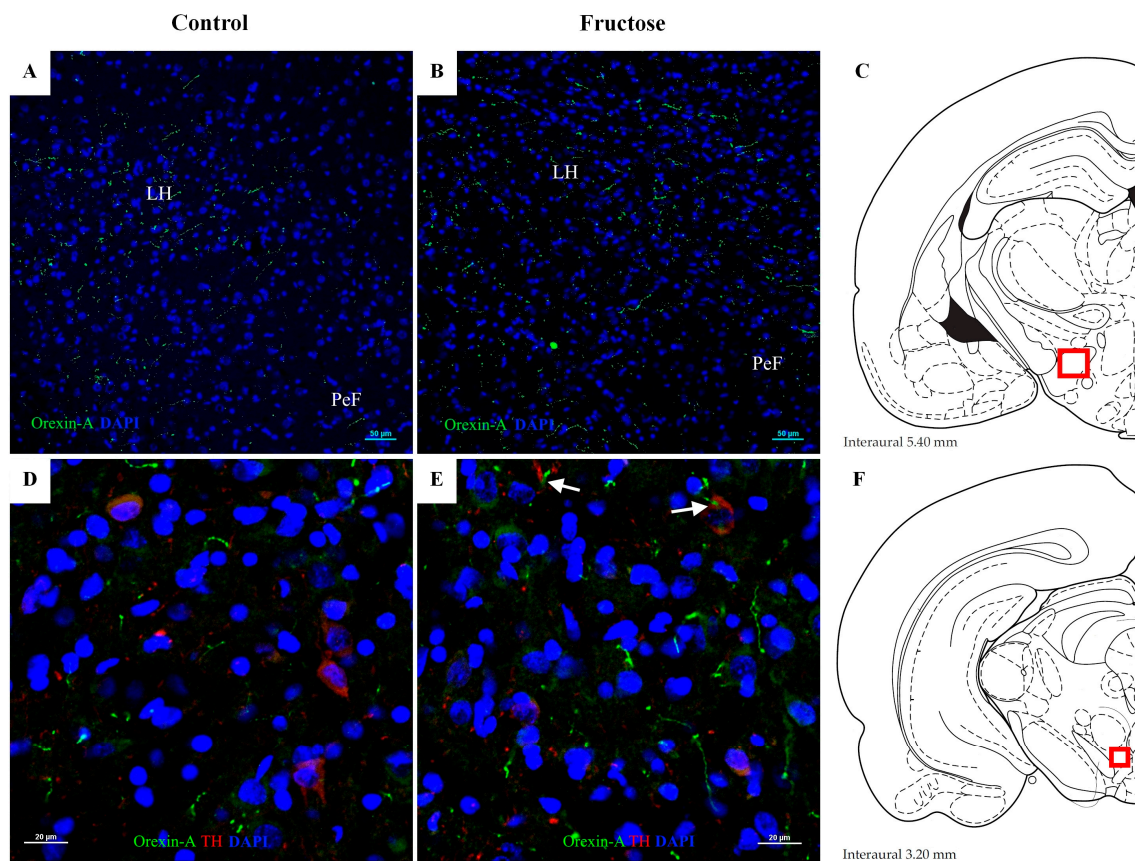 Control
Fructose
A
B
C
LH
LH
PeF
PeF
Orexin-A DAPI
50 µm
Orexin-A DAPI
50 µm
Interaural 5.40 mm
D
E
F
20 µm
Orexin-A TH DAPI
Orexin-A TH DAPI
20 µm
Interaural 3.20 mm